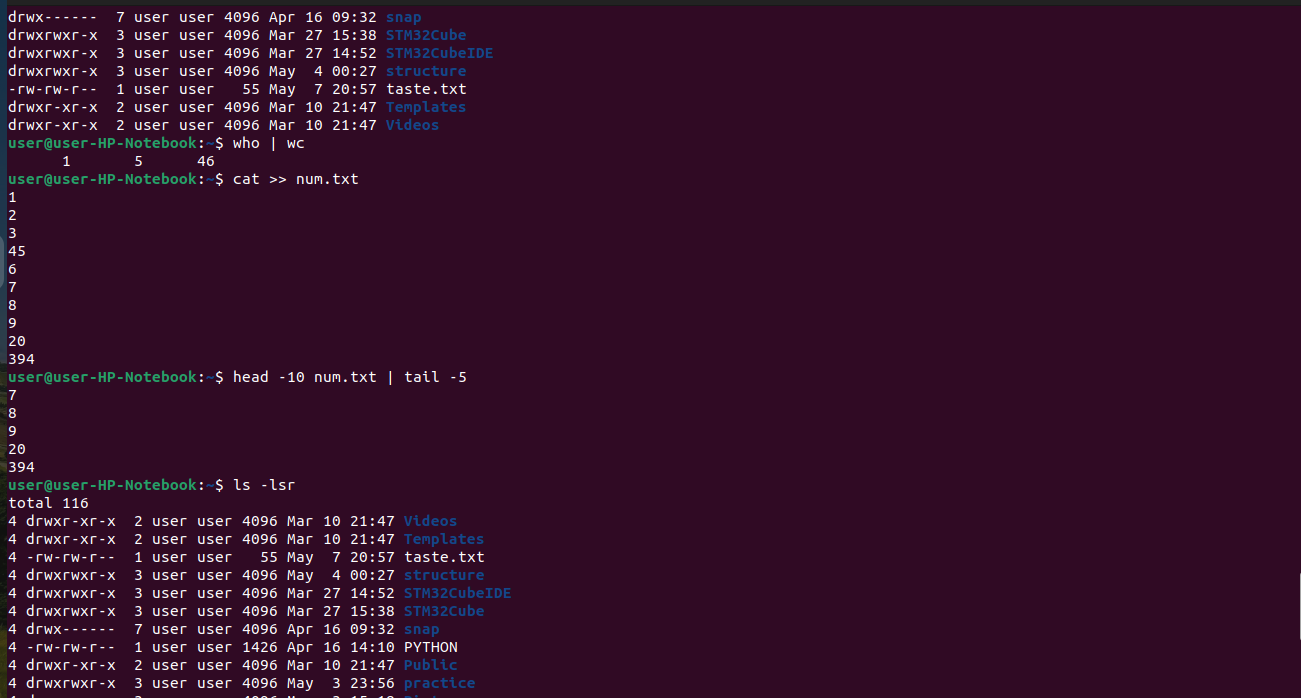 drwx------  7 user user 4096 Apr 16 09:32 snap
drwxrwxr-x  3 user user 4096 Mar 27 15:38 STM32Cube
drwxrwxr-x  3 user user 4096 Mar 27 14:52 STM32CubeIDE
drwxrwxr-x  3 user user 4096 May  4 00:27 structure
-rw-rw-r--  1 user user   55 May  7 20:57 taste.txt
drwxr-xr-x  2 user user 4096 Mar 10 21:47 Templates
drwxr-xr-x  2 user user 4096 Mar 10 21:47 Videos
user@user-HP-Notebook:~$ who | wc
      1       5      46
user@user-HP-Notebook:~$ cat >> num.txt
1
2
3
45
6
7
8
9
20
394
user@user-HP-Notebook:~$ head -10 num.txt | tail -5
7
8
9
20
394
user@user-HP-Notebook:~$ ls -lsr
total 116
4 drwxr-xr-x  2 user user 4096 Mar 10 21:47 Videos
4 drwxr-xr-x  2 user user 4096 Mar 10 21:47 Templates
4 -rw-rw-r--  1 user user   55 May  7 20:57 taste.txt
4 drwxrwxr-x  3 user user 4096 May  4 00:27 structure
4 drwxrwxr-x  3 user user 4096 Mar 27 14:52 STM32CubeIDE
4 drwxrwxr-x  3 user user 4096 Mar 27 15:38 STM32Cube
4 drwx------  7 user user 4096 Apr 16 09:32 snap
4 -rw-rw-r--  1 user user 1426 Apr 16 14:10 PYTHON
4 drwxr-xr-x  2 user user 4096 Mar 10 21:47 Public
4 drwxrwxr-x  3 user user 4096 May  3 23:56 practice